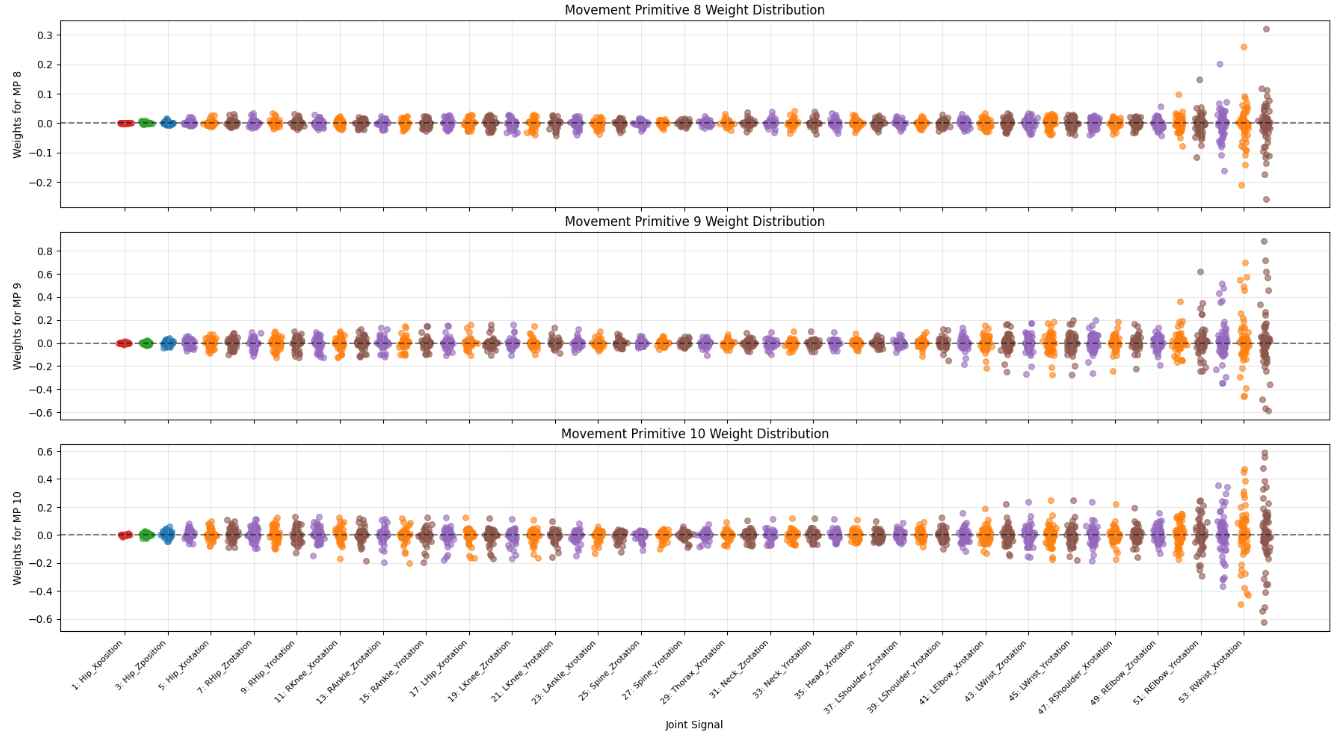 Movement Primitive 8 Weight Distribution
Weights for MP 8
0.3
0.2
0.1
0.0
−0.1
−0.2
Movement Primitive 9 Weight Distribution
Weights for MP 9
0.8
0.6
0.4
0.2
0.0
−0.2
−0.4
−0.6
Movement Primitive 10 Weight Distribution
Weights for MP 10
0.6
0.4
0.2
0.0
−0.2
−0.4
−0.6
1: Hip_Xposition
3: Hip_Zposition
5: Hip_Xrotation
7: RHip_Zrotation
9: RHip_Yrotation
11: RKnee_Xrotation
13: RAnkle_Zrotation
15: RAnkle_Yrotation
17: LHip_Xrotation
19: LKnee_Zrotation
21: LKnee_Yrotation
23: LAnkle_Xrotation
25: Spine_Zrotation
27: Spine_Yrotation
29: Thorax_Xrotation
31: Neck_Zrotation
33: Neck_Yrotation
35: Head_Xrotation
37: LShoulder_Zrotation
39: LShoulder_Yrotation
41: LElbow_Xrotation
43: LWrist_Zrotation
45: LWrist_Yrotation
47: RShoulder_Xrotation
49: RElbow_Zrotation
51: RElbow_Yrotation
53: RWrist_Xrotation
Joint Signal